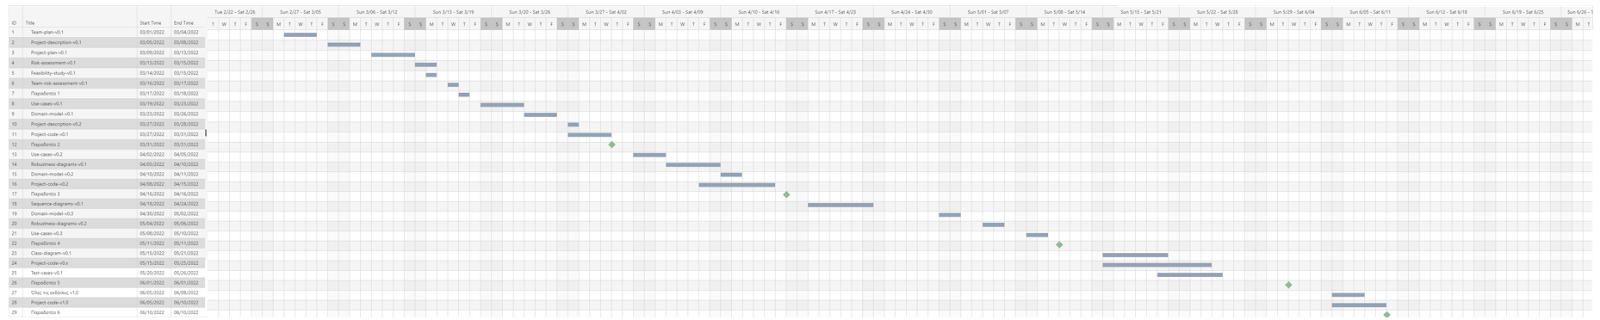 Tue 2/22 - Sat 2/26 Sun 2/27 - Sat 3/05 Sun 3/06 - Sat 3/12 Sun 3/13 - Sat 3/19 Sun 3/20 - Sat 3/26 Sun 3/27 - Sat 4/02 Sun 4/03 - Sat 4/09 Sun 4/10 - Sat 4/16 Sun 4/17 - Sat 4/23 Sun 4/24 - Sat 4/30 Sun 5/01 - Sat 5/07 Sun 5/08 - Sat 5/14 Sun 5/15 - Sat 5/21 Sun 5/22 - Sat 5/28 Sun 5/29 - Sat 6/04 Sun 6/05 - Sat 6/11 Sun 6/12 - Sat 6/18 Sun 6/19 - Sat 6/25 Sun 6/26 -
ID Title Start Time End Time
1 Team-plan-v0.1 03/01/2022 03/04/2022
2 Project-description-v0.1 03/05/2022 03/08/2022
3 Project-plan-v0.1 03/09/2022 03/13/2022
4 Risk-assessment-v0.1 03/13/2022 03/15/2022
5 Feasibility-study-v0.1 03/14/2022 03/15/2022
6 Team-risk-assessment-v0.1 03/16/2022 03/17/2022
7 Παραδοτέο 1 03/17/2022 03/18/2022
8 Use-cases-v0.1 03/19/2022 03/23/2022
9 Domain-model-v0.1 03/23/2022 03/26/2022
10 Project-description-v0.2 03/27/2022 03/28/2022
11 Project-code-v0.1 03/27/2022 03/31/2022
12 Παραδοτέο 2 03/31/2022 03/31/2022
13 Use-cases-v0.2 04/02/2022 04/05/2022
14 Robustness-diagrams-v0.1 04/05/2022 04/10/2022
15 Domain-model-v0.2 04/10/2022 04/11/2022
16 Project-code-v0.2 04/08/2022 04/15/2022
17 Παραδοτέο 3 04/16/2022 04/16/2022
18 Sequence-diagrams-v0.1 04/18/2022 04/24/2022
19 Domain-model-v0.3 04/30/2022 05/02/2022
20 Robustness-diagrams-v0.2 05/04/2022 05/06/2022
21 Use-cases-v0.3 05/08/2022 05/10/2022
22 Παραδοτέο 4 05/11/2022 05/11/2022
23 Class-diagram-v0.1 05/15/2022 05/21/2022
24 Project-code-v0.x 05/15/2022 05/25/2022
25 Test-cases-v0.1 05/20/2022 05/26/2022
26 Παραδοτέο 5 06/01/2022 06/01/2022
27 Όλες τις εκδόσεις v1.0 06/05/2022 06/08/2022
28 Project-code-v1.0 06/05/2022 06/10/2022
29 Παραδοτέο 6 06/10/2022 06/10/2022